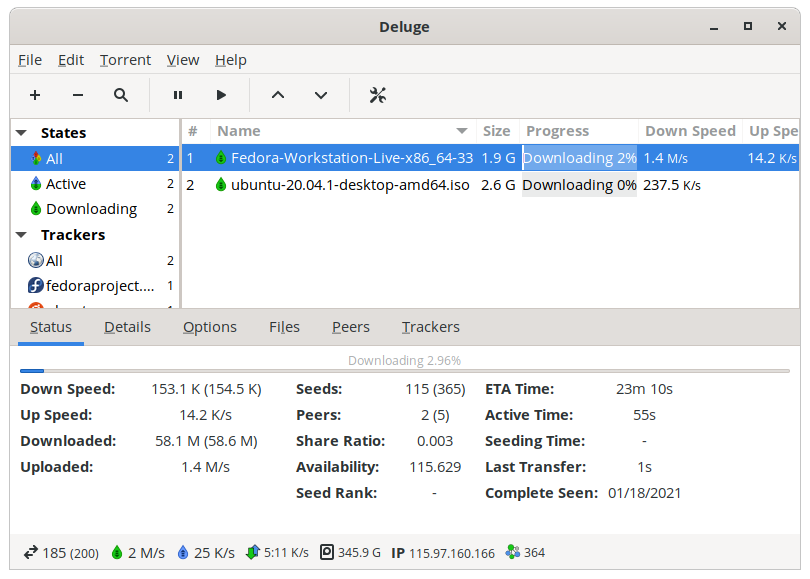 Deluge
File Edit Torrent View Help
States
All 2
Active 2
Downloading 2
Trackers
All 2
fedoraproject.... 1
# Name Size Progress Down Speed Up Spe
1 Fedora-Workstation-Live-x86_64-33 1.9 G Downloading 2% 1.4 M/s 14.2 K/s
2 ubuntu-20.04.1-desktop-amd64.iso 2.6 G Downloading 0% 237.5 K/s
Status Details Options Files Peers Trackers
Downloading 2.96%
Down Speed: 153.1 K (154.5 K) Seeds: 115 (365) ETA Time: 23m 10s
Up Speed: 14.2 K/s Peers: 2 (5) Active Time: 55s
Downloaded: 58.1 M (58.6 M) Share Ratio: 0.003 Seeding Time: -
Uploaded: 1.4 M/s Availability: 115.629 Last Transfer: 1s
Seed Rank: - Complete Seen: 01/18/2021
185 (200) 2 M/s 25 K/s 5:11 K/s 345.9 G IP 115.97.160.166 364